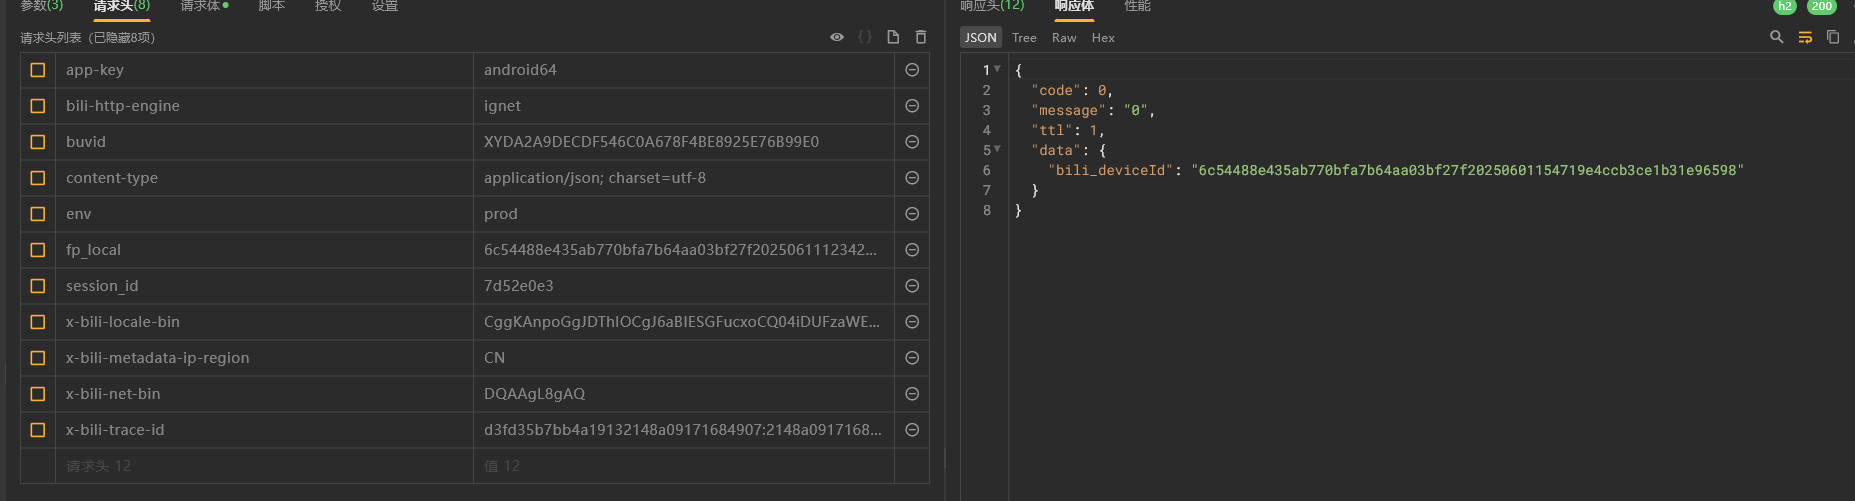 参数(3) 请求头(8) 请求体 脚本 授权 设置
请求头列表 (已隐藏8项)
app-key android64
bili-http-engine ignet
buvid XYDA2A9DECDF546C0A678F4BE8925E76B99E0
content-type application/json; charset=utf-8
env prod
fp_local 6c54488e435ab770bfa7b64aa03bf27f2025061112342...
session_id 7d52e0e3
x-bili-locale-bin CggKAnpoGgJDThIOCgJ6aBIESGFucxoCQ04iDUFzaWE...
x-bili-metadata-ip-region CN
x-bili-net-bin DQAAgL8gAQ
x-bili-trace-id d3fd35b7bb4a19132148a09171684907:2148a0917168...
请求头 12 值 12
响应头(12) 响应体 性能 h2 200
JSON Tree Raw Hex
1 {
2 "code": 0,
3 "message": "0",
4 "ttl": 1,
5 "data": {
6 "bili_deviceId": "6c54488e435ab770bfa7b64aa03bf27f20250601154719e4ccb3ce1b31e96598"
7 }
8 }